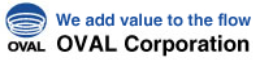 We add value to the flow
OVAL OVAL Corporation